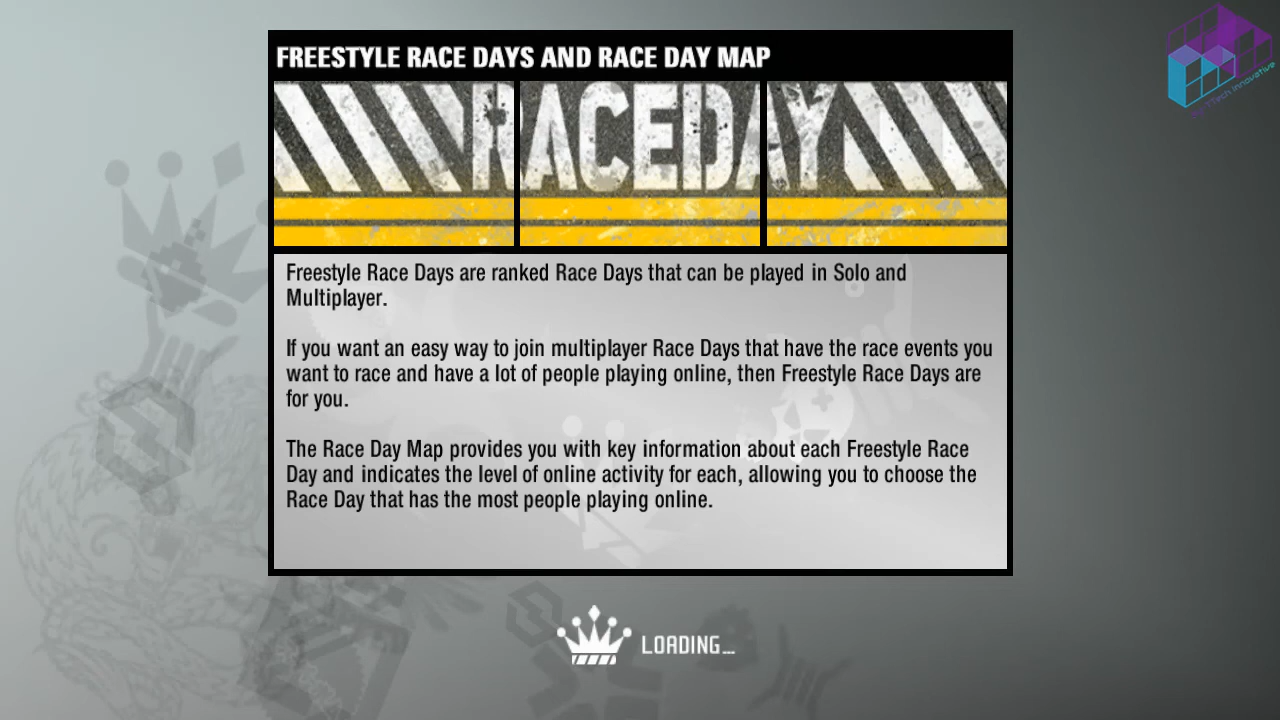 FREESTYLE RACE DAYS AND RACE DAY MAP
RACEDAY
Freestyle Race Days are ranked Race Days that can be played in Solo and
Multiplayer.
If you want an easy way to join multiplayer Race Days that have the race events you
want to race and have a lot of people playing online, then Freestyle Race Days are
for you.
The Race Day Map provides you with key information about each Freestyle Race
Day and indicates the level of online activity for each, allowing you to choose the
Race Day that has the most people playing online.
LOADING...